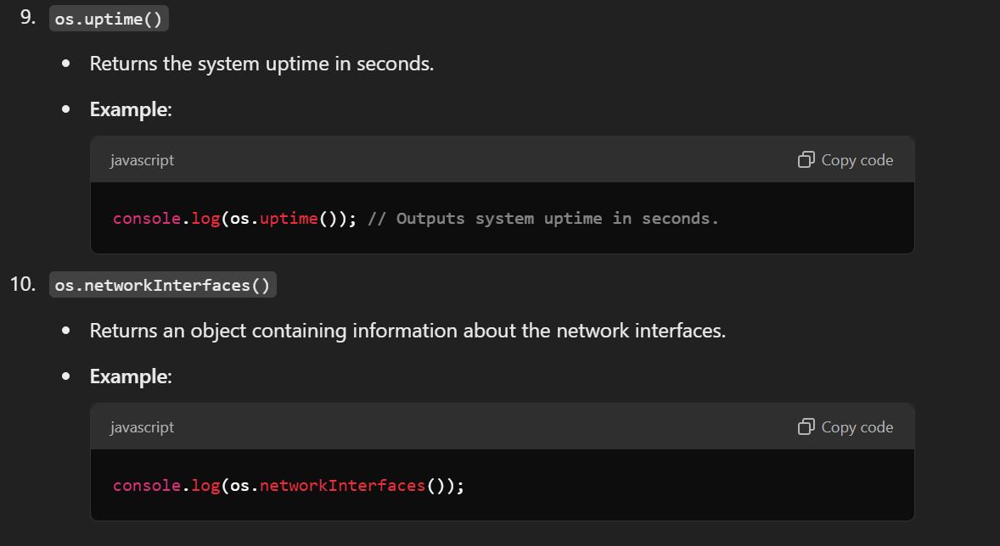 9. os.uptime()
• Returns the system uptime in seconds.
• Example:
javascript Copy code
console.log(os.uptime()); // Outputs system uptime in seconds.
10. os.networkInterfaces()
• Returns an object containing information about the network interfaces.
• Example:
javascript Copy code
console.log(os.networkInterfaces());